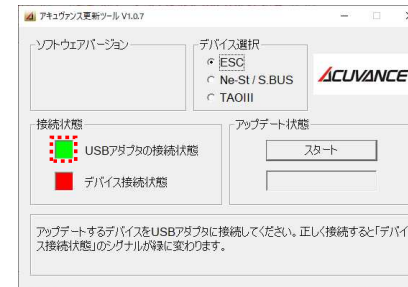 アキュヴァンス更新ツール V1.0.7
ソフトウェアバージョン
デバイス選択
ESC
Ne-St / S.BUS
TAOIII
ACUVANCE
接続状態
USBアダプタの接続状態
デバイス接続状態
アップデート状態
スタート
アップデートするデバイスをUSBアダプタに接続してください。正しく接続すると「デバイ
ス接続状態」のシグナルが緑に変わります。